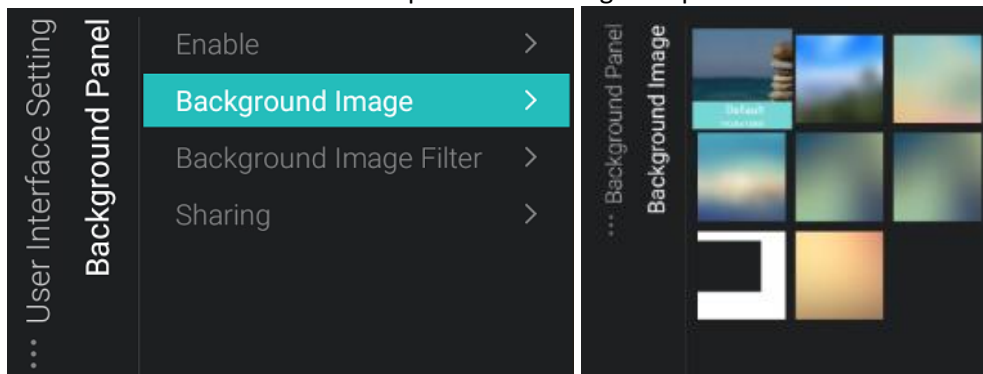 ... User Interface Setting
Background Panel
Enable >
Background Image >
Background Image Filter >
Sharing >
... Background Panel
Background Image
Default